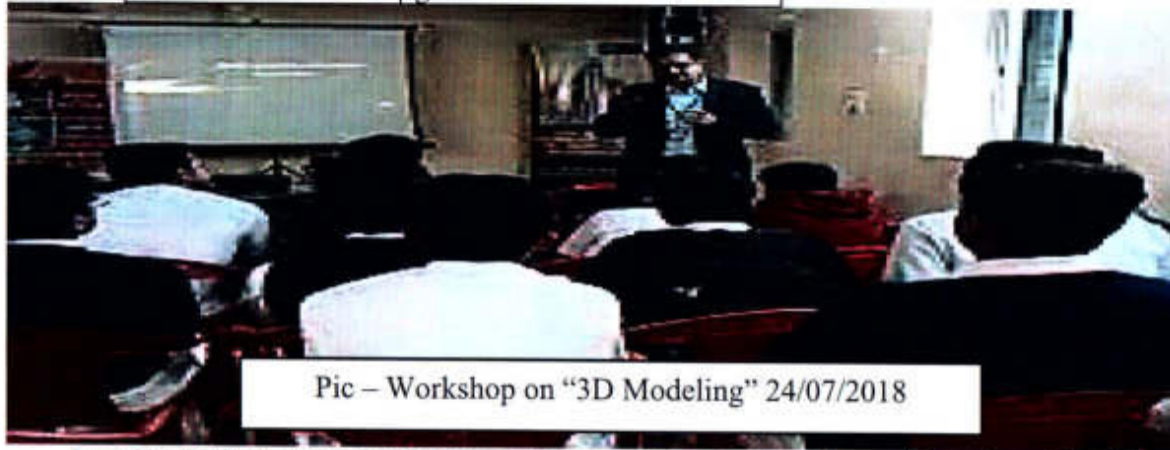 Pic – Workshop on “3D Modeling” 24/07/2018